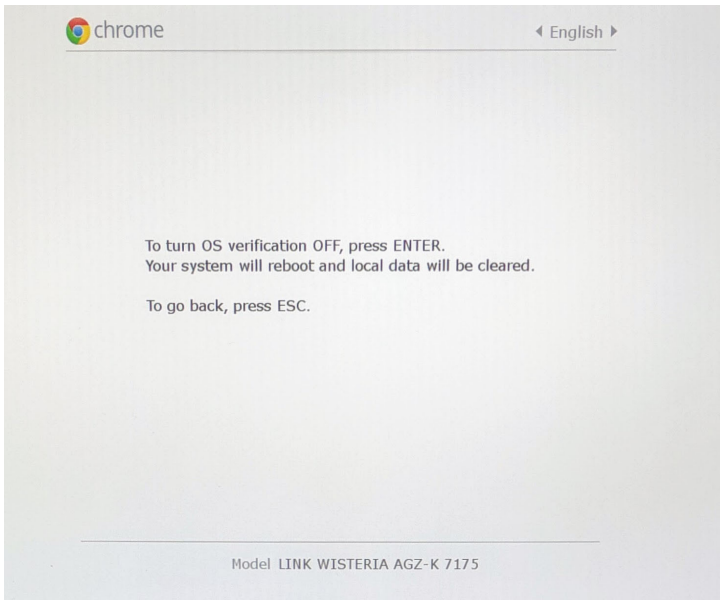 chrome
English
To turn OS verification OFF, press ENTER.
Your system will reboot and local data will be cleared.
To go back, press ESC.
Model LINK WISTERIA AGZ-K 7175